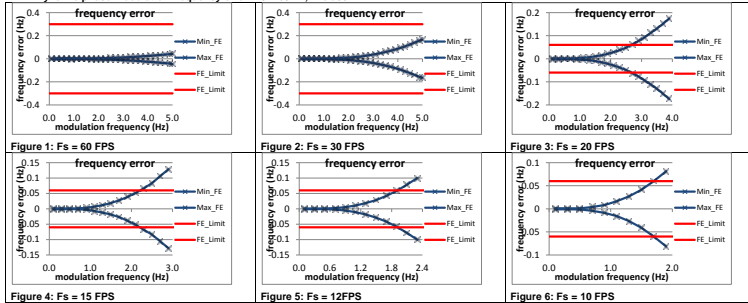 frequency error
0.4
0.2
0
-0.2
-0.4
frequency error (Hz)
0.0 1.0 2.0 3.0 4.0 5.0
modulation frequency (Hz)
Min_FE
Max_FE
FE_Limit
FE_Limit
Figure 1: Fs = 60 FPS
frequency error
0.4
0.2
0
-0.2
-0.4
frequency error (Hz)
0.0 1.0 2.0 3.0 4.0 5.0
modulation frequency (Hz)
Min_FE
Max_FE
FE_Limit
FE_Limit
Figure 2: Fs = 30 FPS
frequency error
0.2
0.1
0
-0.1
-0.2
frequency error (Hz)
0.0 1.0 2.0 3.0 4.0
modulation frequency (Hz)
Min_FE
Max_FE
FE_Limit
FE_Limit
Figure 3: Fs = 20 FPS
frequency error
0.15
0.1
0.05
0
-0.05
-0.1
-0.15
frequency error (Hz)
0.0 1.0 2.0 3.0
modulation frequency (Hz)
Min_FE
Max_FE
FE_Limit
FE_Limit
Figure 4: Fs = 15 FPS
frequency error
0.15
0.1
0.05
0
-0.05
-0.1
-0.15
frequency error (Hz)
0.0 0.6 1.2 1.8 2.4
modulation frequency (Hz)
Min_FE
Max_FE
FE_Limit
FE_Limit
Figure 5: Fs = 12FPS
frequency error
0.1
0.05
0
-0.05
-0.1
frequency error (Hz)
0.0 1.0 2.0
modulation frequency (Hz)
Min_FE
Max_FE
FE_Limit
FE_Limit
Figure 6: Fs = 10 FPS